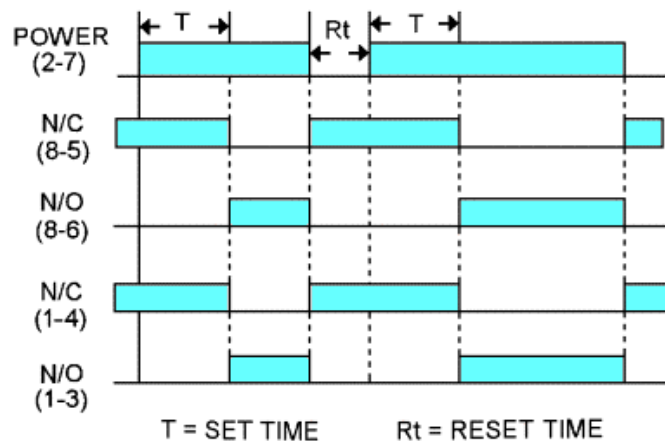 T
Rt
T
POWER
(2-7)
N/C
(8-5)
N/O
(8-6)
N/C
(1-4)
N/O
(1-3)
T = SET TIME
Rt = RESET TIME